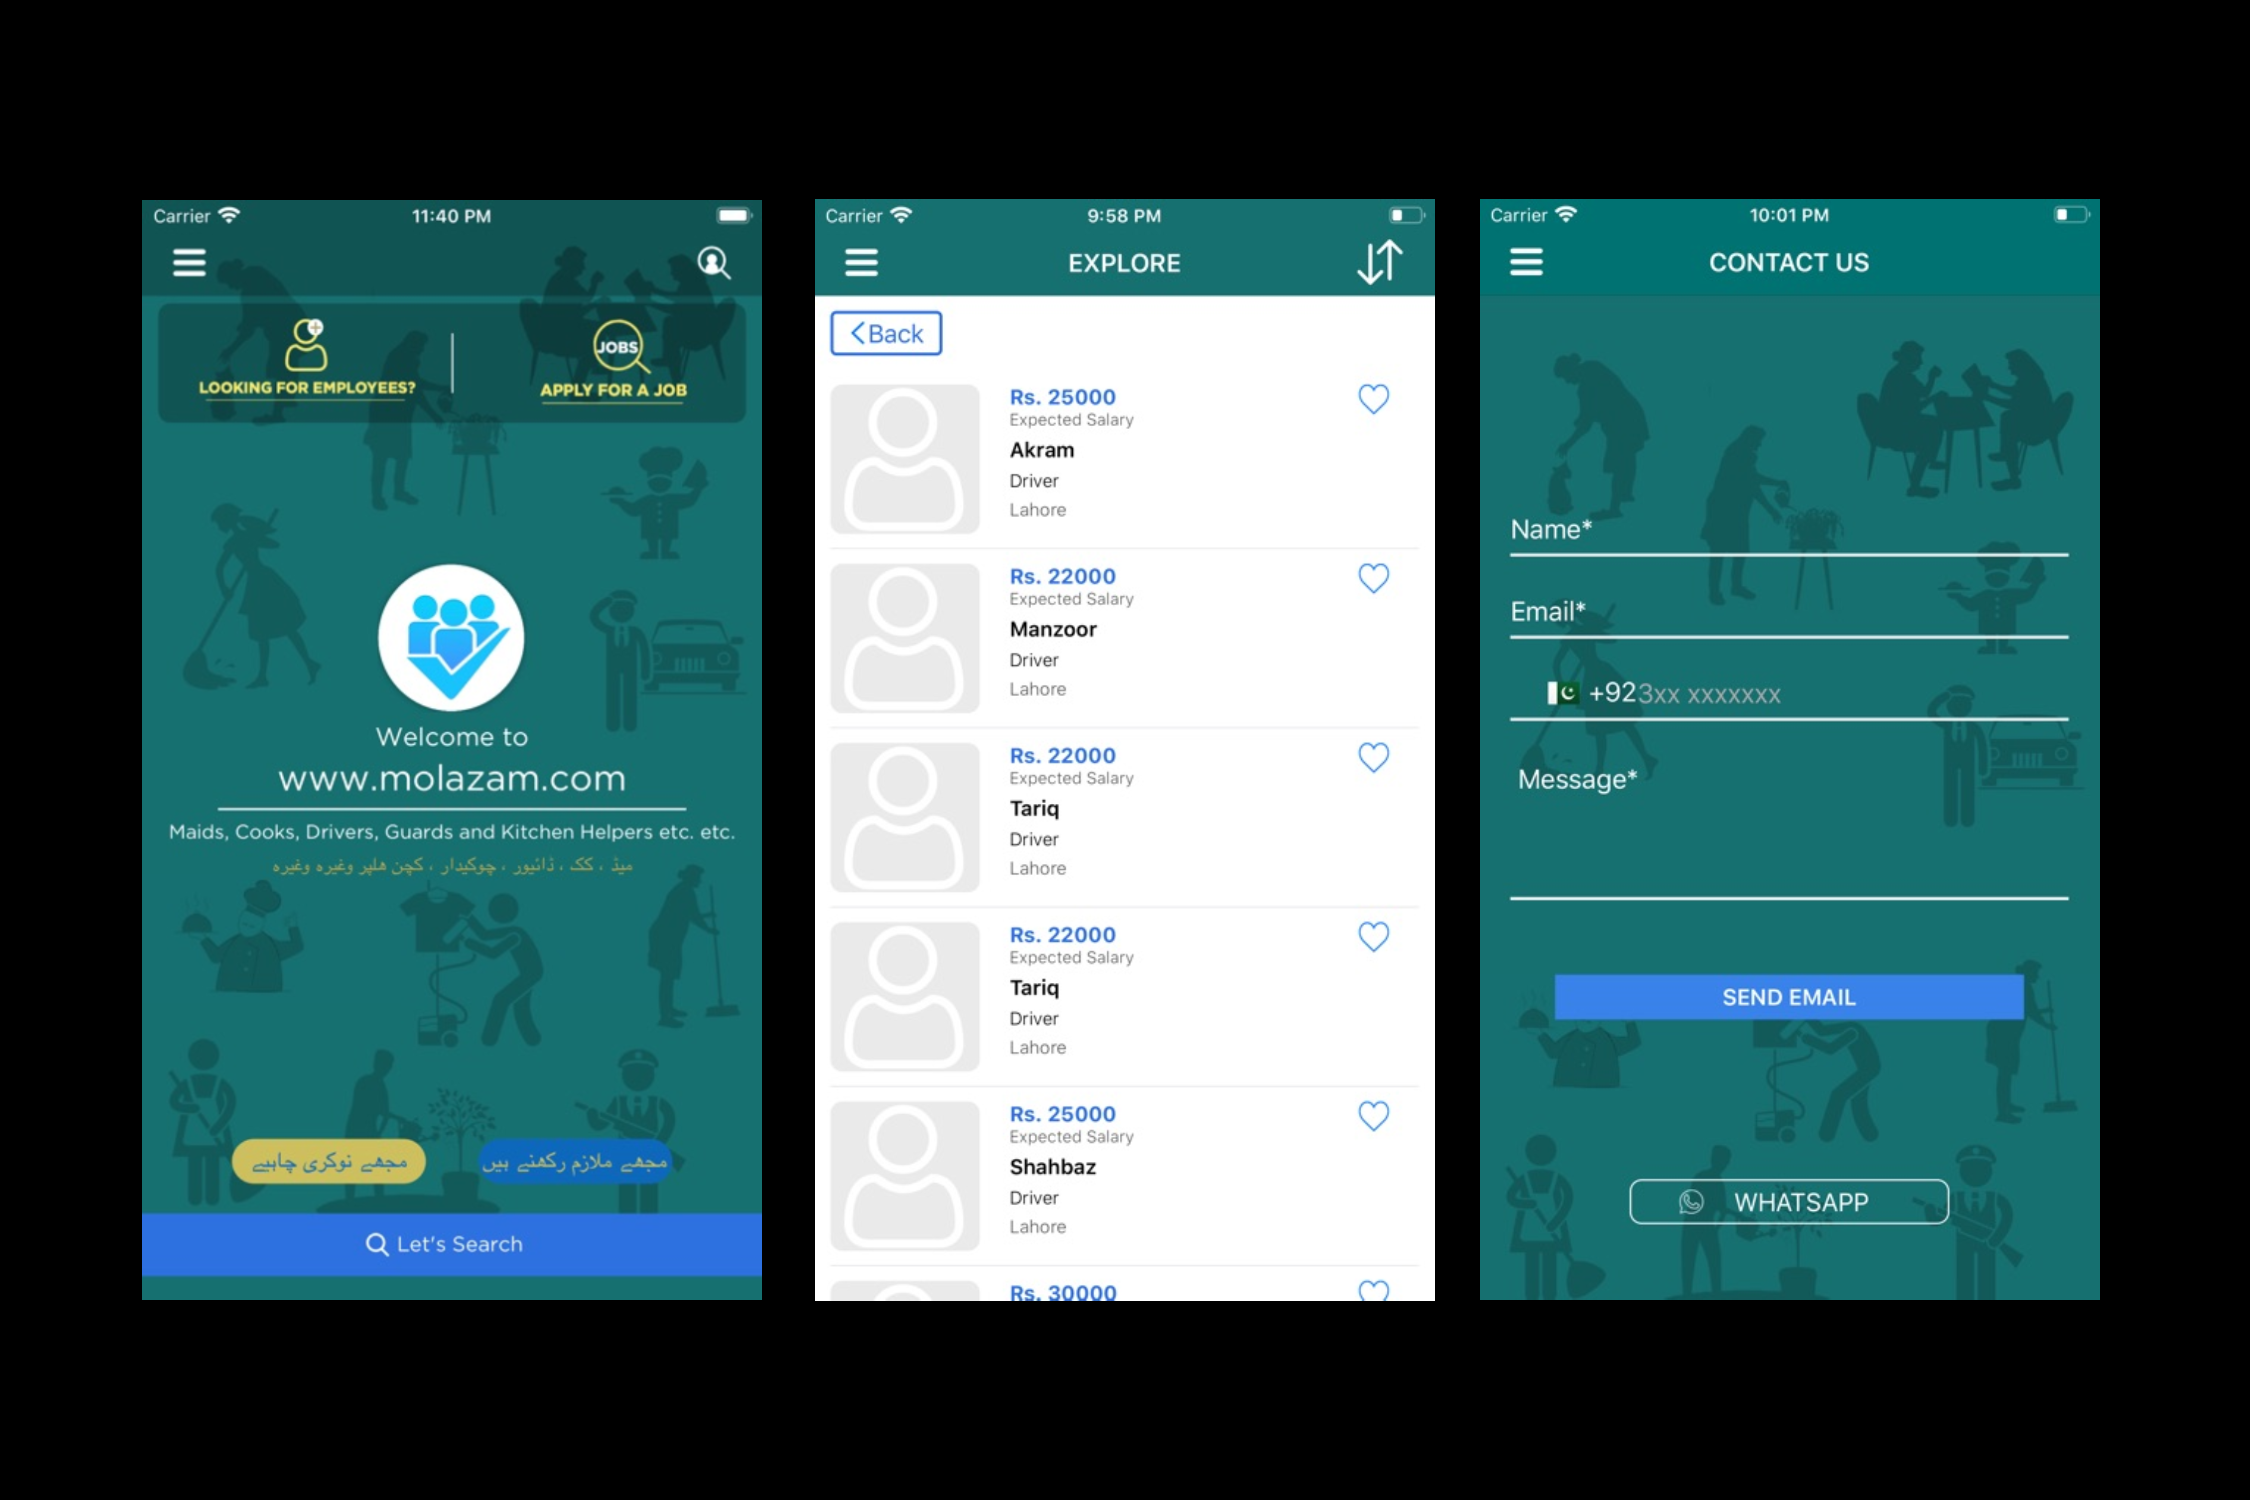 Carrier 11:40 PM
JOBS
LOOKING FOR EMPLOYEES? APPLY FOR A JOB
Welcome to
www.molazam.com
Maids, Cooks, Drivers, Guards and Kitchen Helpers etc. etc.
میڈ ، کک ، ڈائیور ، چوکیدار ، کچن ھلپر وغیرہ وغیرہ
مجھے نوکری چاہیے
مجھے ملازم رکھنے ہیں
Let's Search
Carrier 9:58 PM
EXPLORE
Back
Rs. 25000
Expected Salary
Akram
Driver
Lahore
Rs. 22000
Expected Salary
Manzoor
Driver
Lahore
Rs. 22000
Expected Salary
Tariq
Driver
Lahore
Rs. 22000
Expected Salary
Tariq
Driver
Lahore
Rs. 25000
Expected Salary
Shahbaz
Driver
Lahore
Rs. 30000
Carrier 10:01 PM
CONTACT US
Name*
Email*
+923xx xxxxxxx
Message*
SEND EMAIL
WHATSAPP